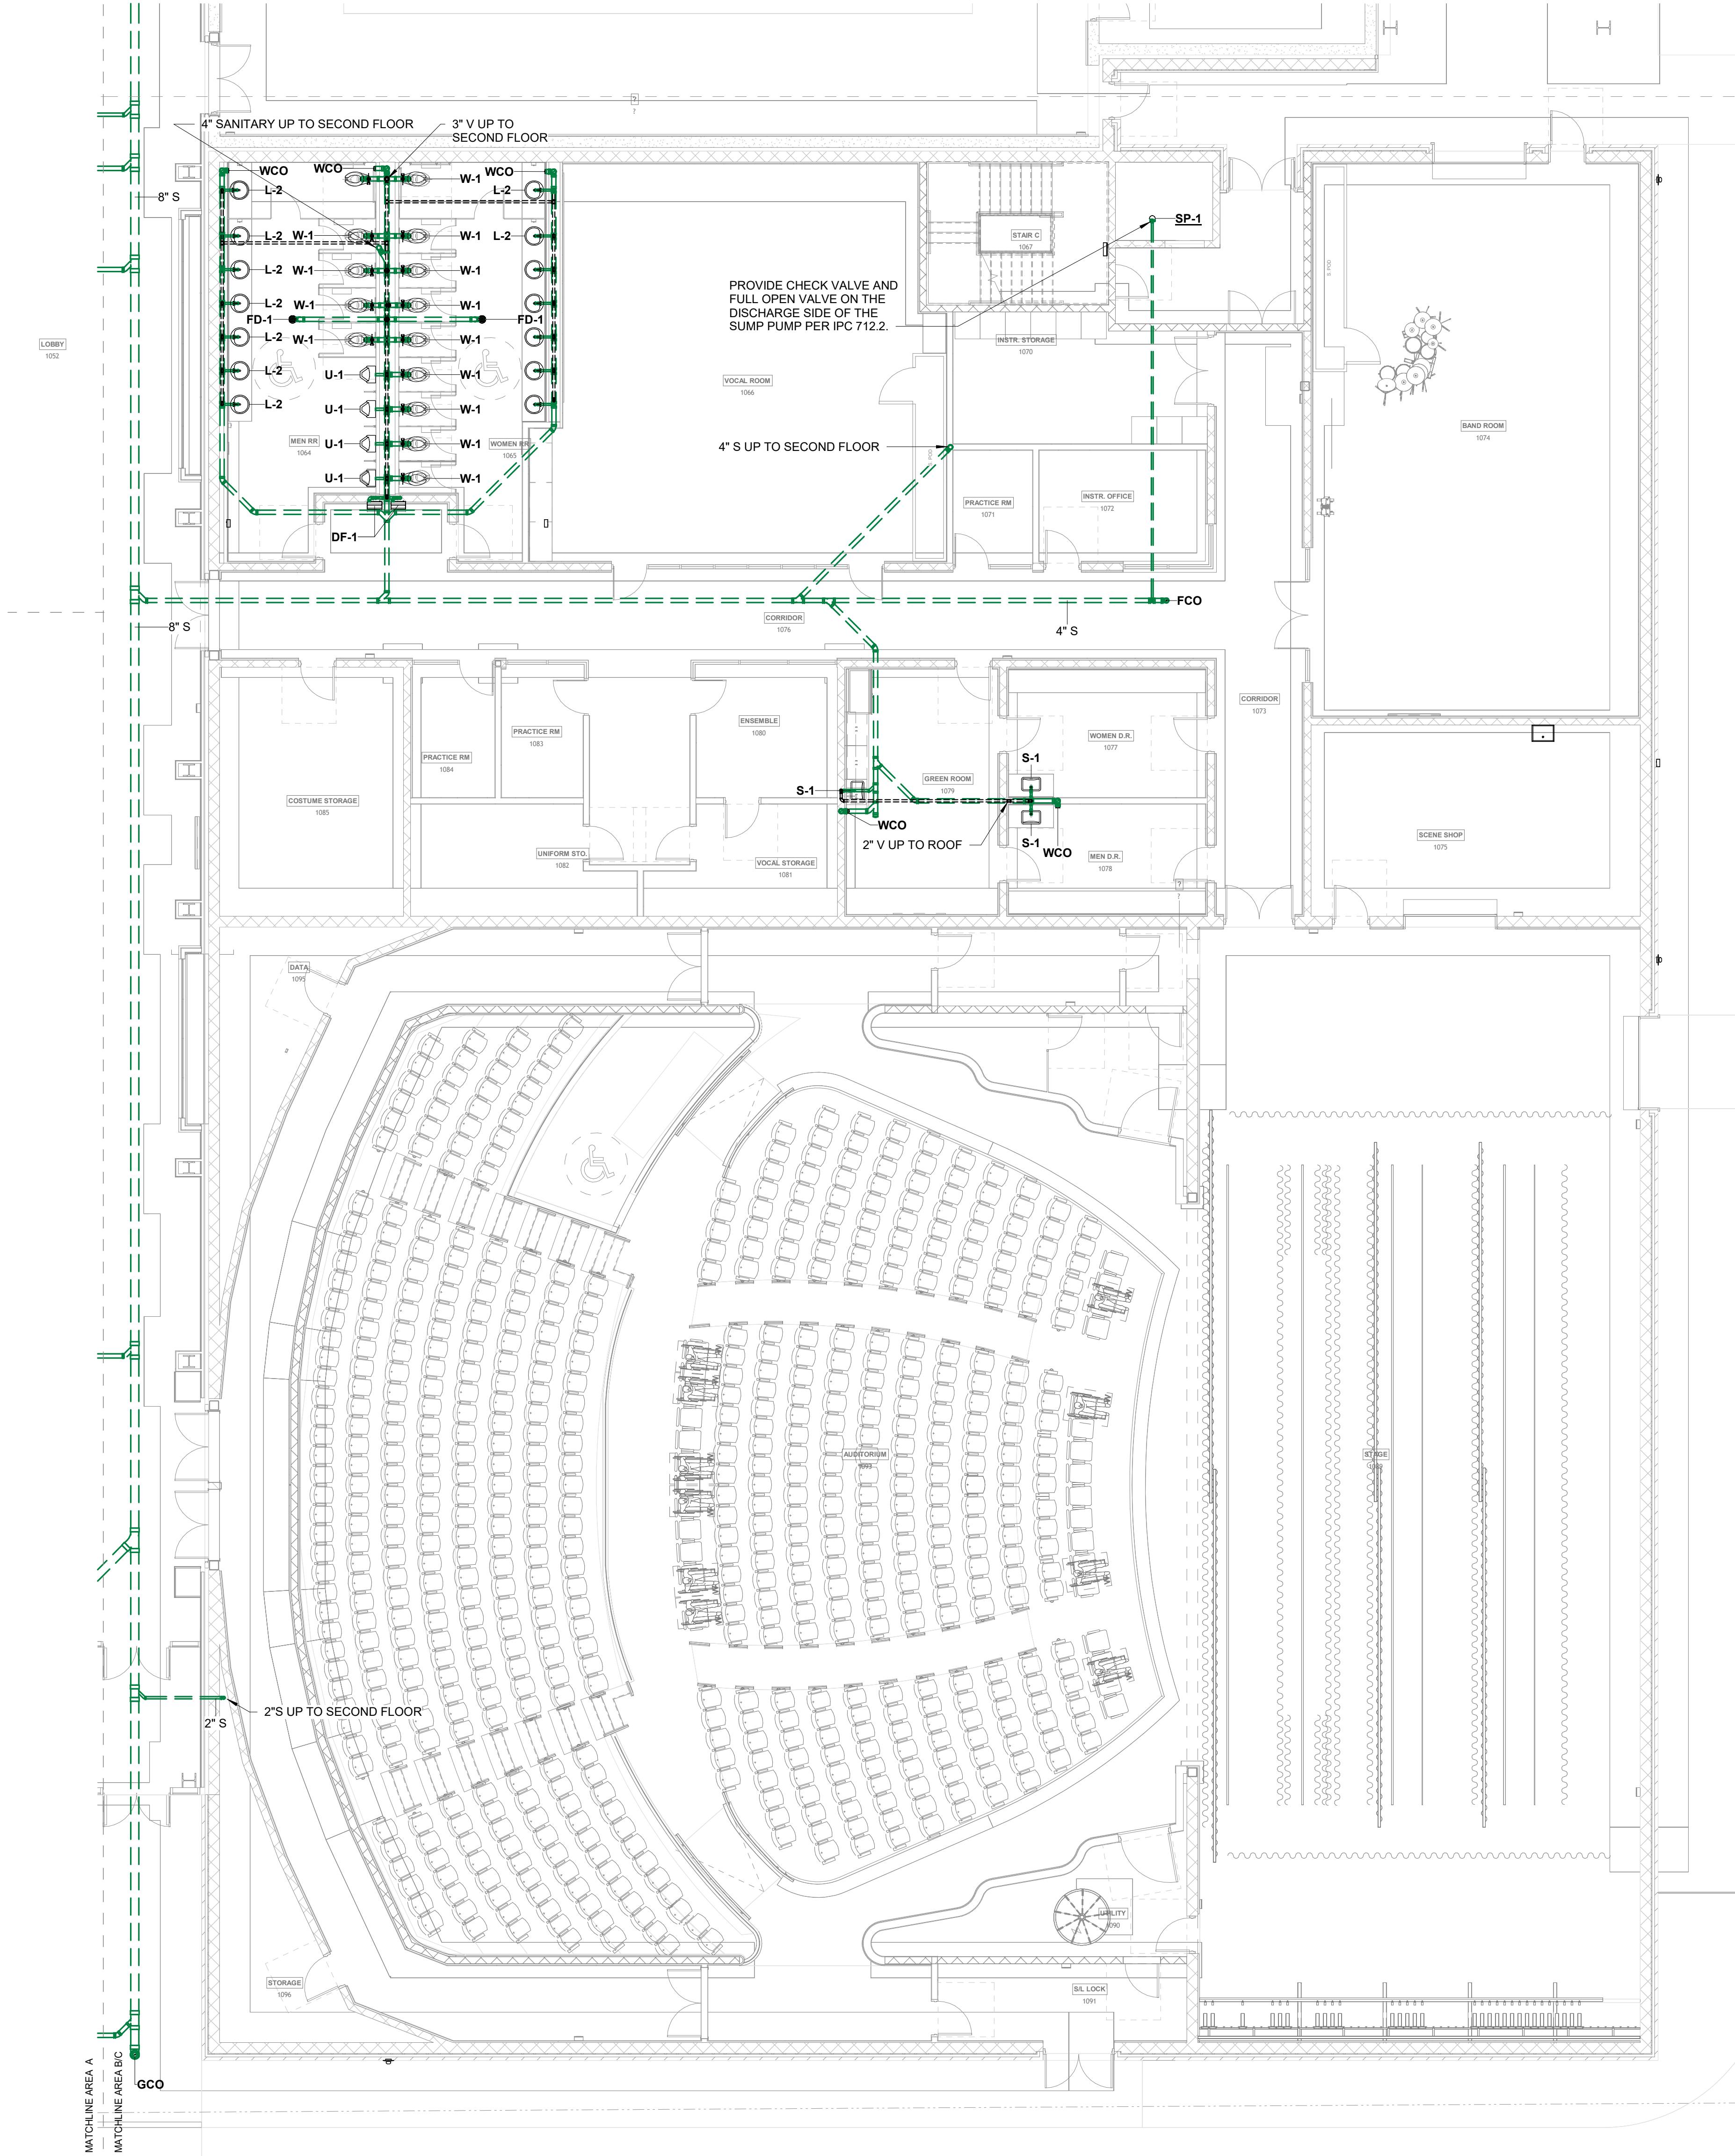 ?
?
4" SANITARY UP TO SECOND FLOOR
3" V UP TO
SECOND FLOOR
WCO
WCO
WCO
W-1
L-2
L-2
8" S
SP-1
L-2
W-1
W-1
L-2
STAIR C
1067
L-2
W-1
W-1
PROVIDE CHECK VALVE AND
FULL OPEN VALVE ON THE
DISCHARGE SIDE OF THE
SUMP PUMP PER IPC 712.2.
L-2
W-1
W-1
FD-1
FD-1
L-2
W-1
W-1
LOBBY
1052
INSTR. STORAGE
1070
L-2
U-1
W-1
VOCAL ROOM
1066
L-2
U-1
W-1
BAND ROOM
1074
MEN RR
1064
U-1
W-1
WOMEN RR
1065
4" S UP TO SECOND FLOOR
U-1
W-1
PRACTICE RM
1071
INSTR. OFFICE
1072
DF-1
FCO
8" S
CORRIDOR
1076
4" S
CORRIDOR
1073
PRACTICE RM
1083
ENSEMBLE
1080
WOMEN D.R.
1077
PRACTICE RM
1084
S-1
GREEN ROOM
1079
S-1
COSTUME STORAGE
1085
WCO
2" V UP TO ROOF
S-1
WCO
SCENE SHOP
1075
UNIFORM STO.
1082
VOCAL STORAGE
1081
MEN D.R.
1078
?
?
DATA
1095
AUDITORIUM
1093
STAGE
2"S UP TO SECOND FLOOR
2" S
UTILITY
1090
STORAGE
1096
S/L LOCK
1091
GCO
MATCHLINE AREA A
MATCHLINE AREA B/C